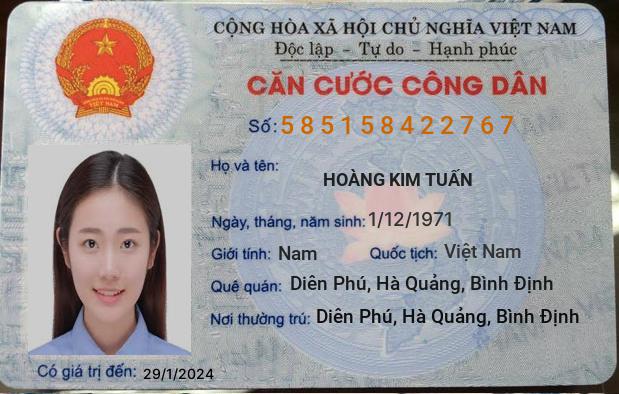 CỘNG HÒA XÃ HỘI CHỦ NGHĨA VIỆT NAM
Độc lập - Tự do - Hạnh phúc
CĂN CƯỚC CÔNG DÂN
Số: 585158422767
Họ và tên:
HOÀNG KIM TUẤN
Ngày, tháng, năm sinh: 1/12/1971
Giới tính: Nam Quốc tịch: Việt Nam
Quê quán: Diên Phú, Hà Quảng, Bình Định
Nơi thường trú: Diên Phú, Hà Quảng, Bình Định
Có giá trị đến: 29/1/2024